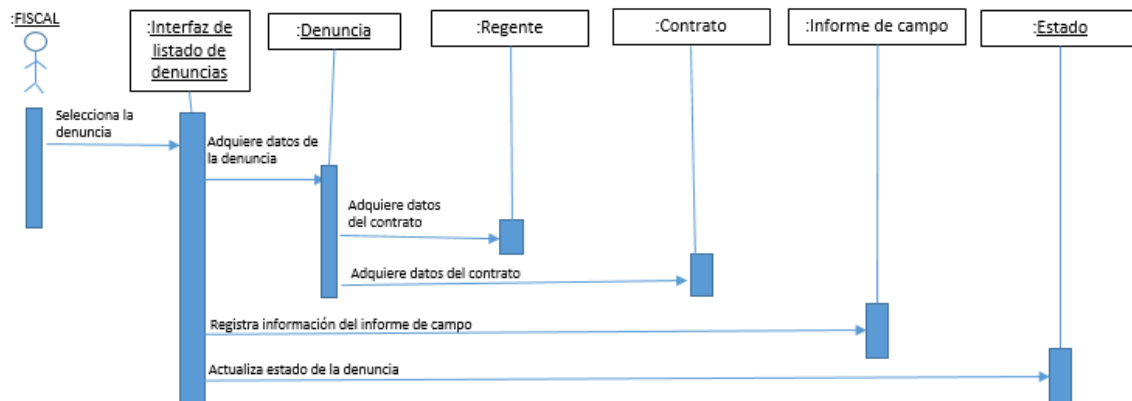 :FISCAL
:Interfaz de
listado de
denuncias
:Denuncia
:Regente
:Contrato
:Informe de campo
:Estado
Selecciona la
denuncia
Adquiere datos de
la denuncia
Adquiere datos
del contrato
Adquiere datos del contrato
Registra información del informe de campo
Actualiza estado de la denuncia